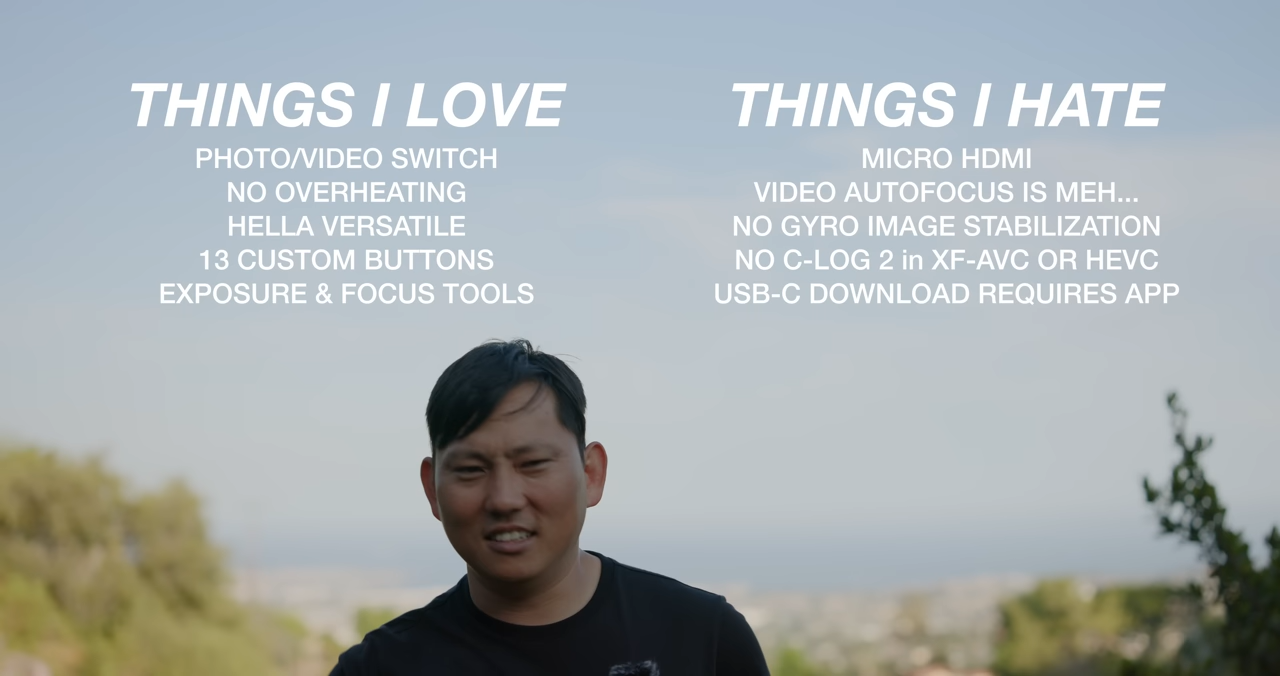 THINGS I LOVE
PHOTO/VIDEO SWITCH
NO OVERHEATING
HELLA VERSATILE
13 CUSTOM BUTTONS
EXPOSURE & FOCUS TOOLS
THINGS I HATE
MICRO HDMI
VIDEO AUTOFOCUS IS MEH...
NO GYRO IMAGE STABILIZATION
NO C-LOG 2 in XF-AVC OR HEVC
USB-C DOWNLOAD REQUIRES APP